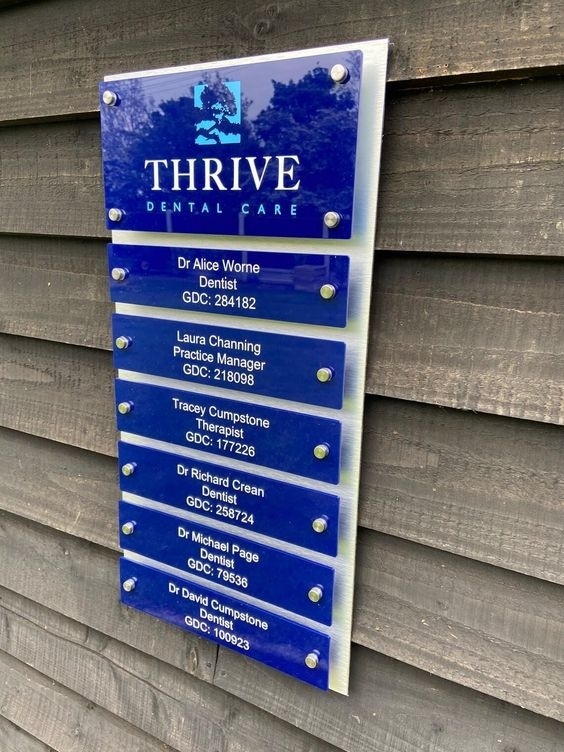 THRIVE
DENTAL CARE
Dr Alice Worne
Dentist
GDC: 284182
Laura Channing
Practice Manager
GDC: 218098
Tracey Cumpstone
Therapist
GDC: 177226
Dr Richard Crean
Dentist
GDC: 258724
Dr Michael Page
Dentist
GDC: 79536
Dr David Cumpstone
Dentist
GDC: 100923